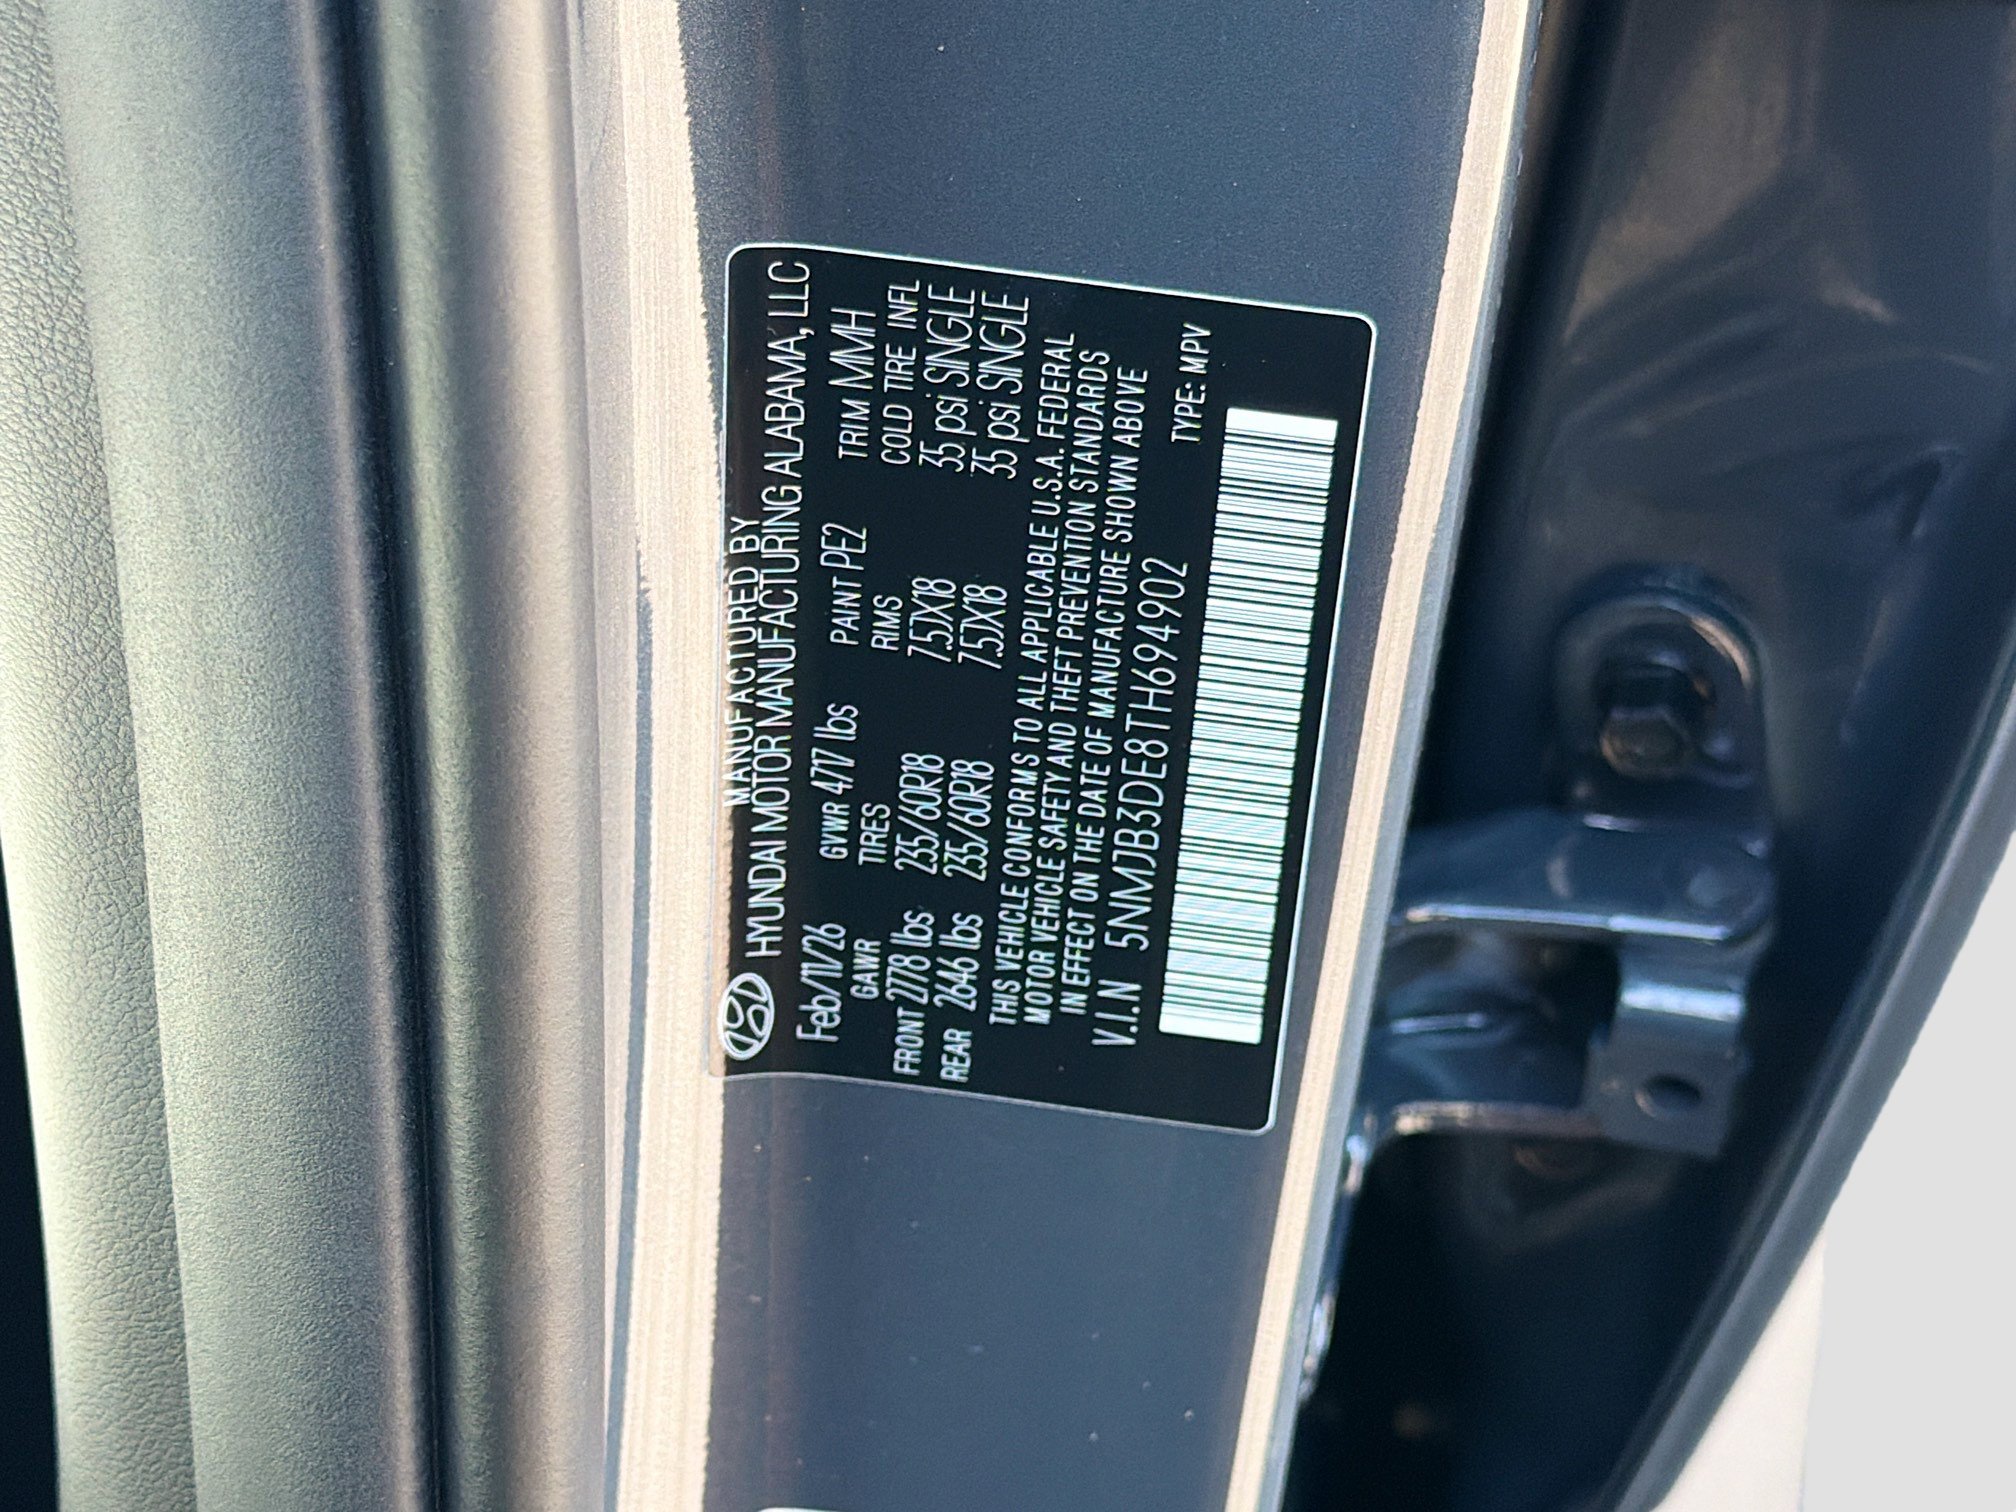 MANUFACTURED BY
HYUNDAI MOTOR MANUFACTURING ALABAMA, LLC
Feb/11/26 GVWR 4717 lbs PAINT PE2 TRIM MMH
GAWR TIRES RIMS COLD TIRE INFL
FRONT 2778 lbs 235/60R18 7.5JX18 35 psi SINGLE
REAR 2646 lbs 235/60R18 7.5JX18 35 psi SINGLE
THIS VEHICLE CONFORMS TO ALL APPLICABLE U.S.A. FEDERAL
MOTOR VEHICLE SAFETY AND THEFT PREVENTION STANDARDS
IN EFFECT ON THE DATE OF MANUFACTURE SHOWN ABOVE
V.I.N 5NMJB3DE8TH694902 TYPE: MPV